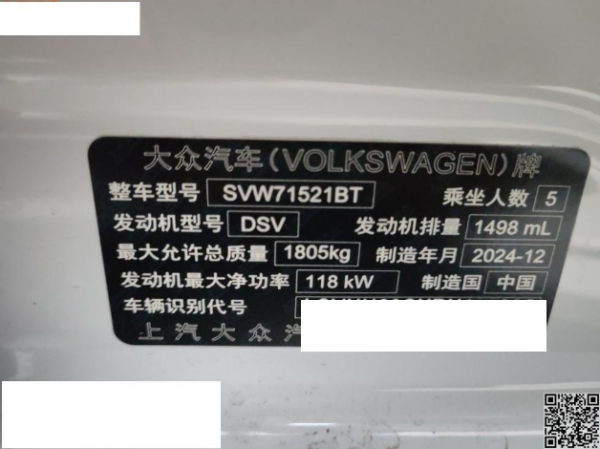 大众汽车(VOLKSWAGEN)牌
整车型号 SVW71521BT 乘坐人数 5
发动机型号 DSV 发动机排量 1498 mL
最大允许总质量 1805kg 制造年月 2024-12
发动机最大净功率 118 kW 制造国 中国
车辆识别代号
上汽大众